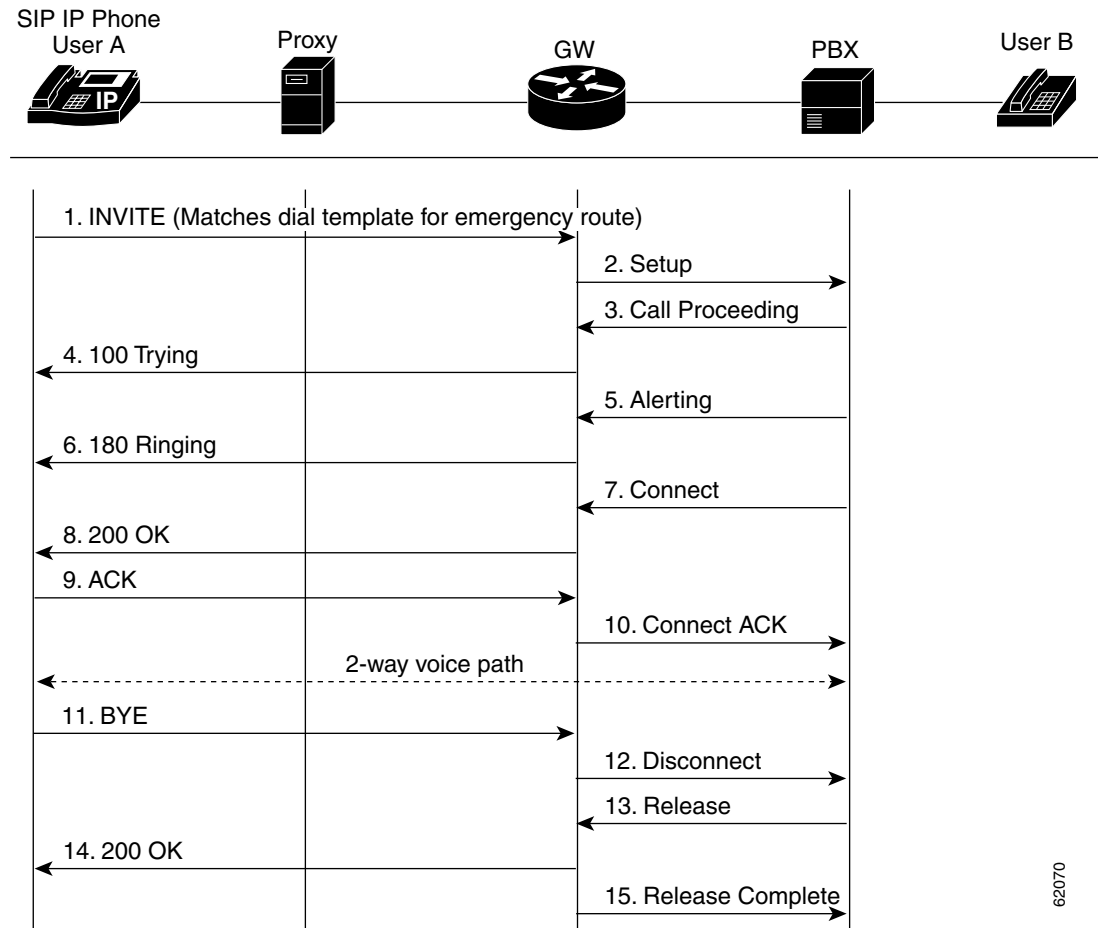 SIP IP Phone
User A
Proxy
GW
PBX
User B
IP
1. INVITE (Matches dial template for emergency route)
2. Setup
3. Call Proceeding
4. 100 Trying
5. Alerting
6. 180 Ringing
7. Connect
8. 200 OK
9. ACK
10. Connect ACK
2-way voice path
11. BYE
12. Disconnect
13. Release
14. 200 OK
15. Release Complete
62070